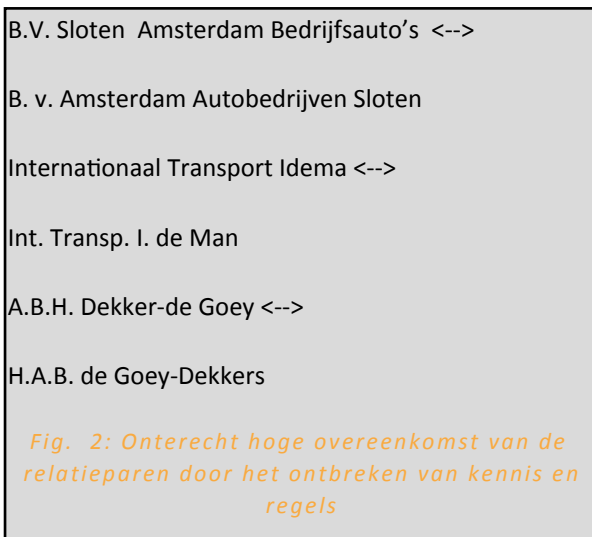 B.V. Sloten  Amsterdam Bedrijfsauto’s  <-->
B. v. Amsterdam Autobedrijven Sloten
Internationaal Transport Idema <-->
Int. Transp. I. de Man
A.B.H. Dekker-de Goey <-->
H.A.B. de Goey-Dekkers
Fig.  2: Onterecht hoge overeenkomst van de
relatieparen door het ontbreken van kennis en
regels